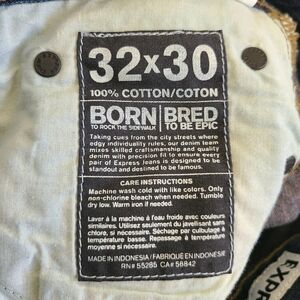 32x30
100% COTTON/COTON
BORN | BRED
TO ROCK THE SIDEWALK | TO BE EPIC
Taking cues from the city streets where
edgy individuality rules, our denim team
mixes skilled craftsmanship and quality
denim with precision fit to ensure every
pair of Express Jeans is designed to be
standout and destined to be famous.
CARE INSTRUCTIONS
Machine wash cold with like colors. Only
non-chlorine bleach when needed. Tumble
dry low. Warm iron if needed.
Laver à la machine à l'eau froide avec couleurs
similaires. Utilisez seulement du javellisant sans
chlore, si nécessaire. Séchage par culbutage à
température basse. Repassage à température
basse, si nécessaire.
MADE IN INDONESIA / FABRIQUÉ EN INDONÉSIE
RN# 55285 CA# 56842
EXPR